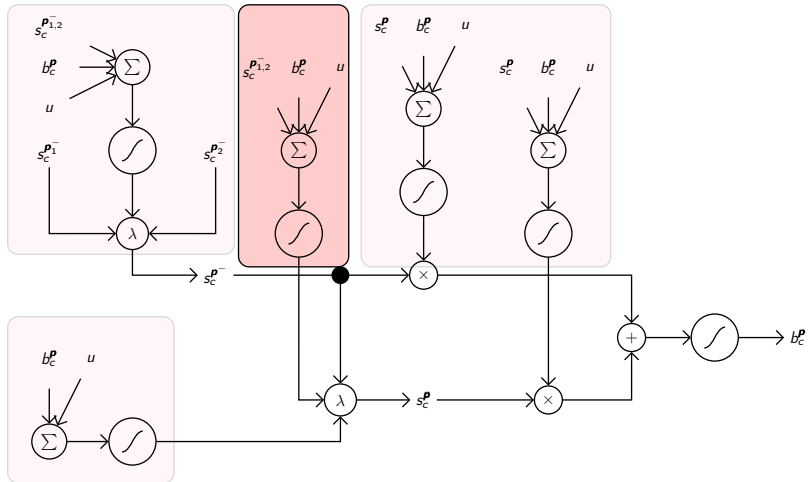 s_c^{p_{1,2}^-}
b_c^p
u
Σ
s_c^{p_1^-}
s_c^{p_2^-}
λ
s_c^{p^-}
s_c^{p_{1,2}^-} b_c^p u
Σ
s_c^p b_c^p u
Σ
s_c^p b_c^p u
Σ
×
+
b_c^p
b_c^p u
Σ
λ
s_c^p
×